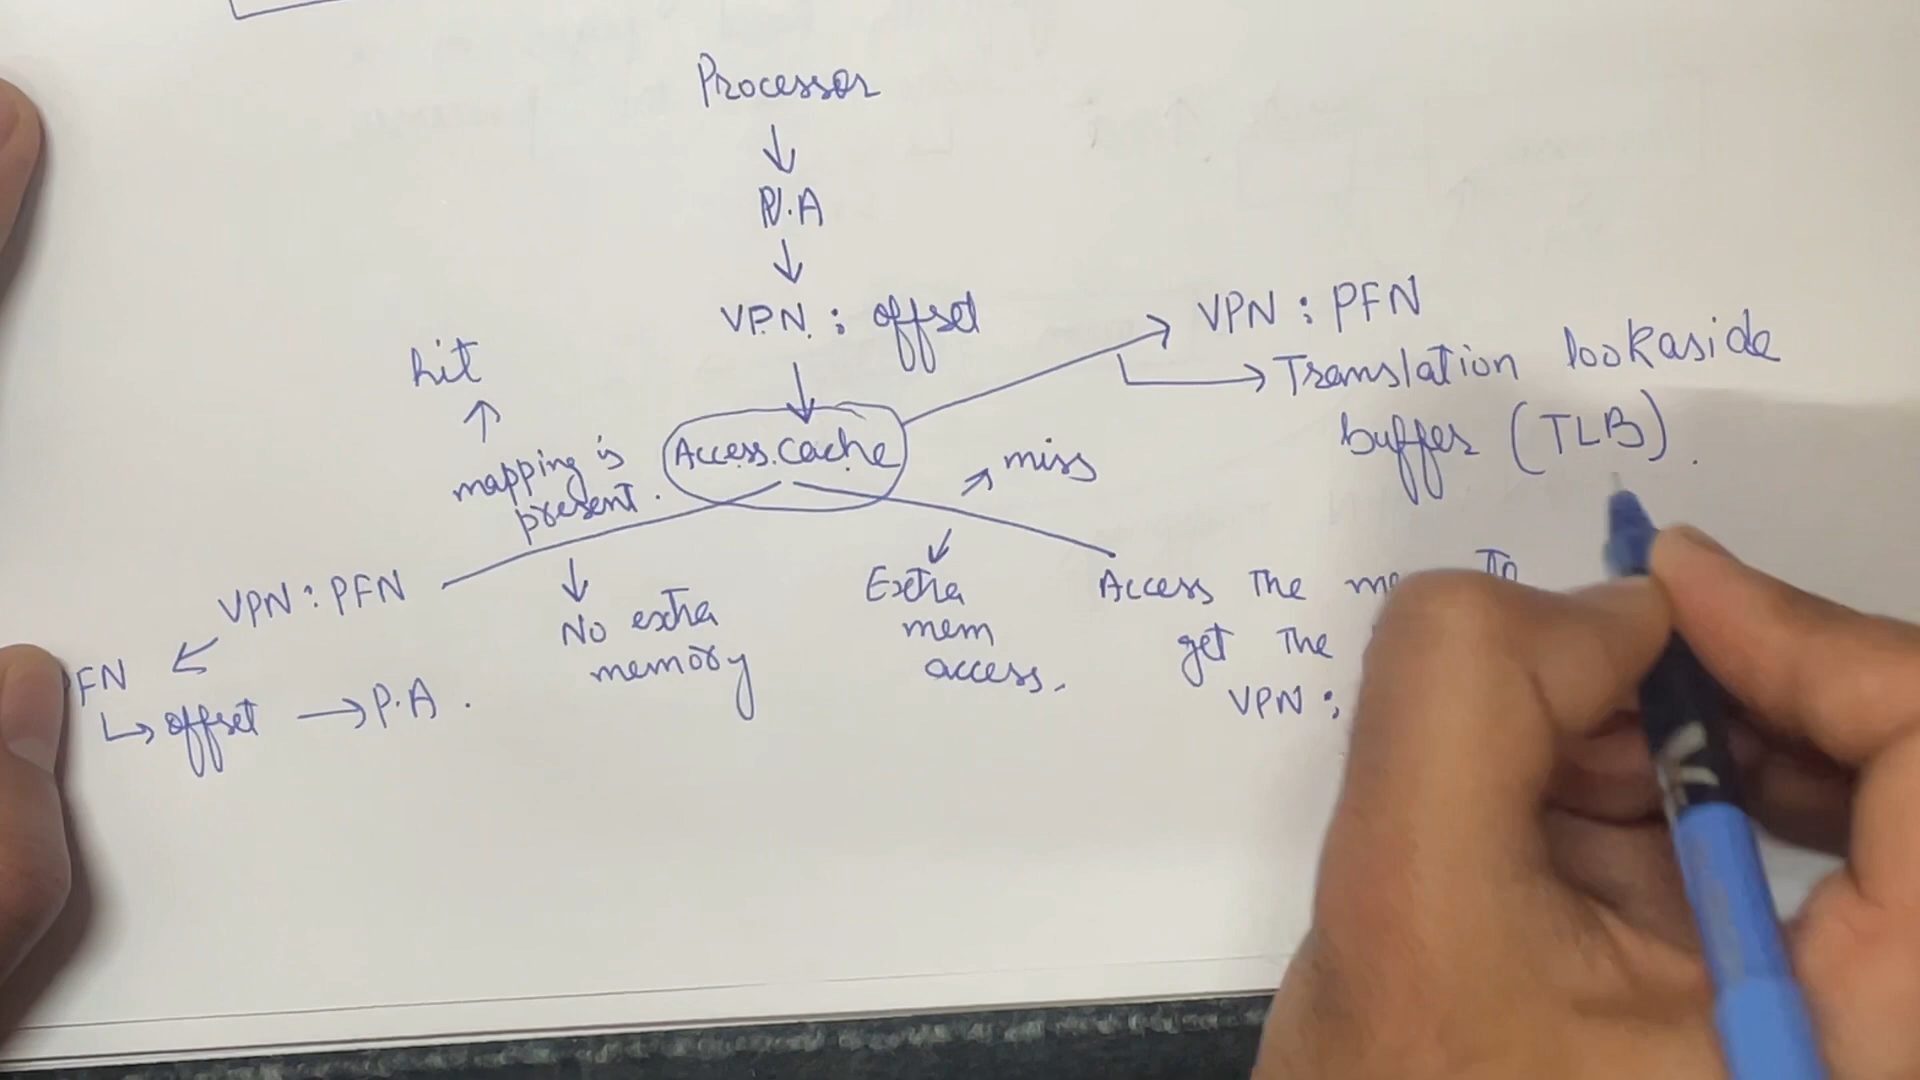 Processor
V.A
VPN : offset
VPN : PFN
Translation lookaside
buffer (TLB).
hit
mapping is
present.
Access cache
miss
VPN : PFN
FN
offset → P.A.
No extra
memory
Extra
mem
access.
Access The To
get The
VPN :